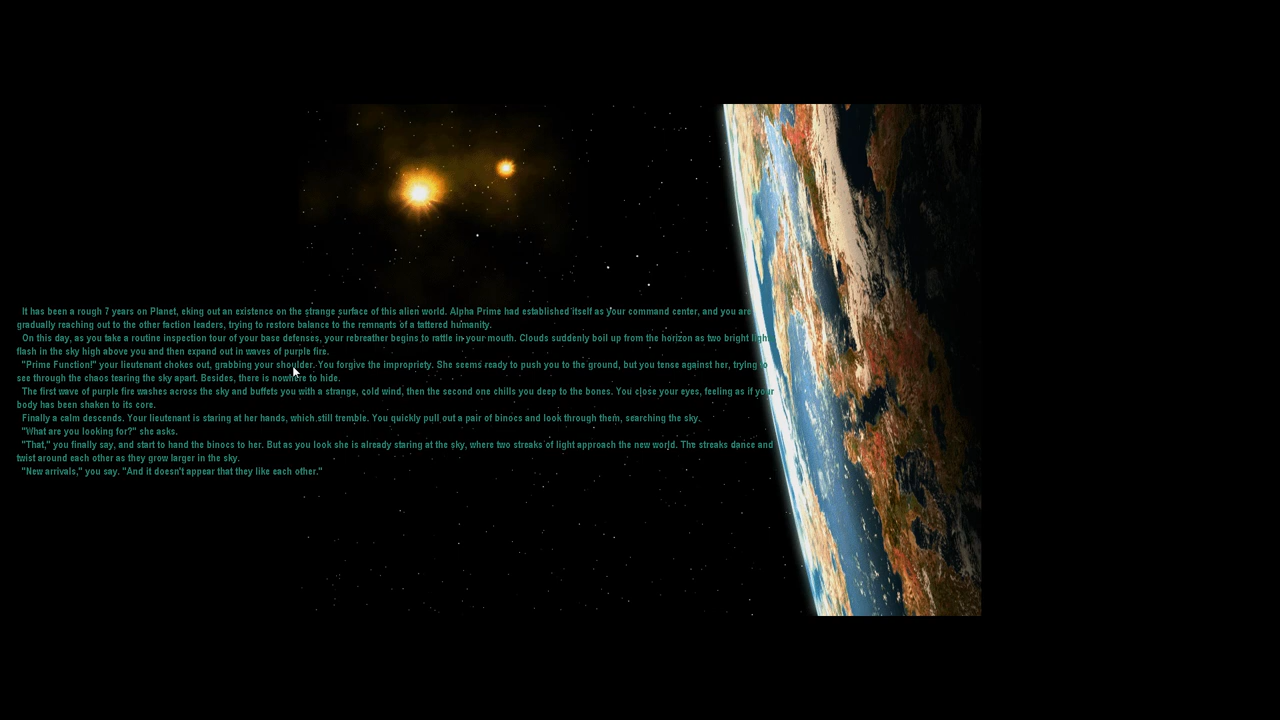 It has been a rough 7 years on Planet, eking out an existence on the strange surface of this alien world. Alpha Prime had established itself as your command center, and you are
gradually reaching out to the other faction leaders, trying to restore balance to the remnants of a tattered humanity.
On this day, as you take a routine inspection tour of your base defenses, your rebreather begins to rattle in your mouth. Clouds suddenly boil up from the horizon as two bright light
flash in the sky high above you and then expand out in waves of purple fire.
"Prime Function!" your lieutenant chokes out, grabbing your shoulder. You forgive the impropriety. She seems ready to push you to the ground, but you tense against her, trying to
see through the chaos tearing the sky apart. Besides, there is nowhere to hide.
The first wave of purple fire washes across the sky and buffets you with a strange, cold wind, then the second one chills you deep to the bones. You close your eyes, feeling as if your
body has been shaken to its core.
Finally a calm descends. Your lieutenant is staring at her hands, which still tremble. You quickly pull out a pair of binocs and look through them, searching the sky.
"What are you looking for?" she asks.
"That," you finally say, and start to hand the binocs to her. But as you look she is already staring at the sky, where two streaks of light approach the new world. The streaks dance and
twist around each other as they grow larger in the sky.
"New arrivals," you say. "And it doesn't appear that they like each other."